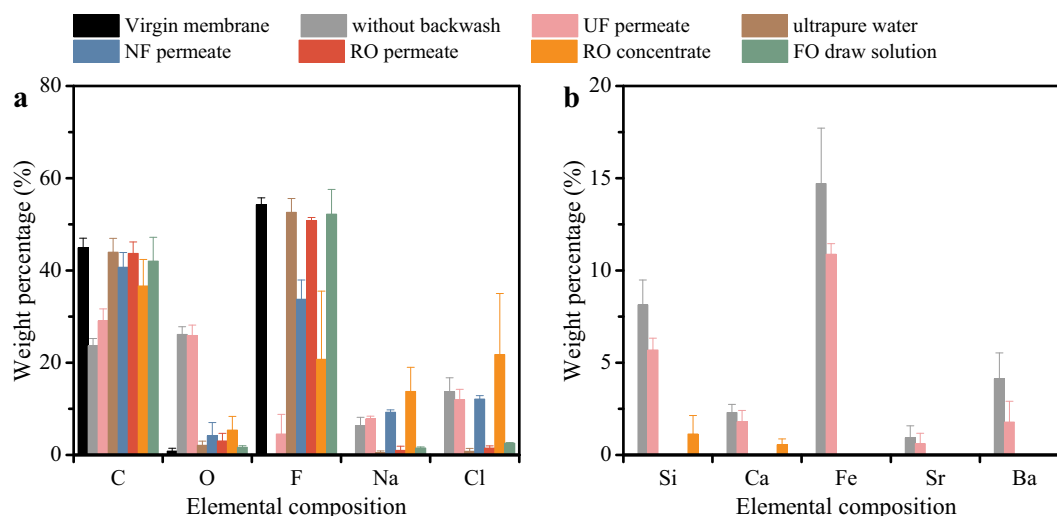 Virgin membrane without backwash UF permeate ultrapure water
NF permeate RO permeate RO concentrate FO draw solution
a
80
60
40
20
0
Weight percentage (%)
C O F Na Cl
Elemental composition
b
20
15
10
5
0
Weight percentage (%)
Si Ca Fe Sr Ba
Elemental composition